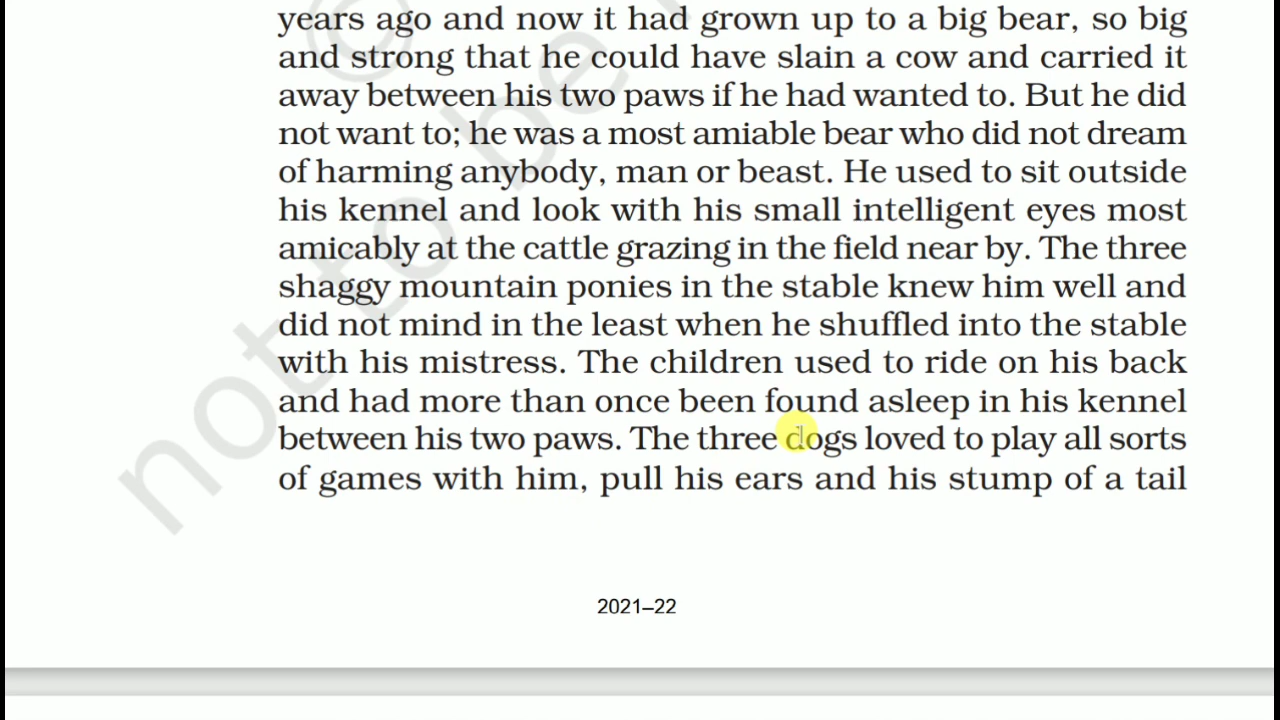 years ago and now it had grown up to a big bear, so big
and strong that he could have slain a cow and carried it
away between his two paws if he had wanted to. But he did
not want to; he was a most amiable bear who did not dream
of harming anybody, man or beast. He used to sit outside
his kennel and look with his small intelligent eyes most
amicably at the cattle grazing in the field near by. The three
shaggy mountain ponies in the stable knew him well and
did not mind in the least when he shuffled into the stable
with his mistress. The children used to ride on his back
and had more than once been found asleep in his kennel
between his two paws. The three dogs loved to play all sorts
of games with him, pull his ears and his stump of a tail
©
not to be
2021–22